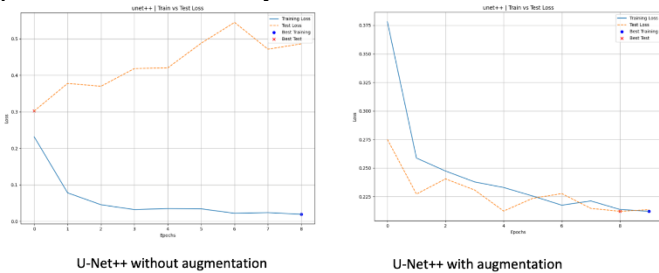 unet++ | Train vs Test Loss
Training Loss
Test Loss
Best Training
Best Test
0.5
0.4
0.3
0.2
0.1
0.0
Loss
0 1 2 3 4 5 6 7 8
Epochs
U-Net++ without augmentation
unet++ | Train vs Test Loss
Training Loss
Test Loss
Best Training
Best Test
0.375
0.350
0.325
0.300
0.275
0.250
0.225
Loss
0 2 4 6 8
Epochs
U-Net++ with augmentation